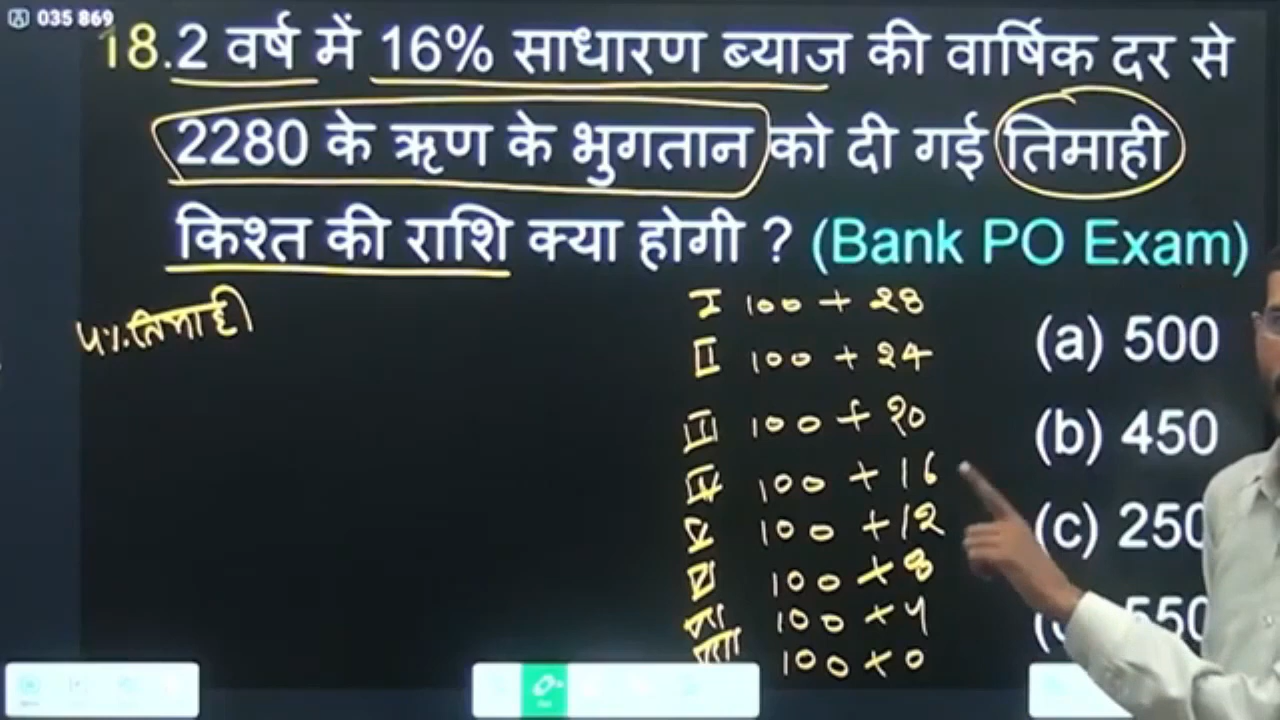 035 869
18.2 वर्ष में 16% साधारण ब्याज की वार्षिक दर से
2280 के ऋण के भुगतान को दी गई तिमाही
किश्त की राशि क्या होगी ? (Bank PO Exam)
4% तिमाही
I 100 + 28
II 100 + 24
III 100 + 20
IV 100 + 16
V 100 + 12
VI 100 + 8
VII 100 + 4
VIII 100 + 0
(a) 500
(b) 450
(c) 250
550